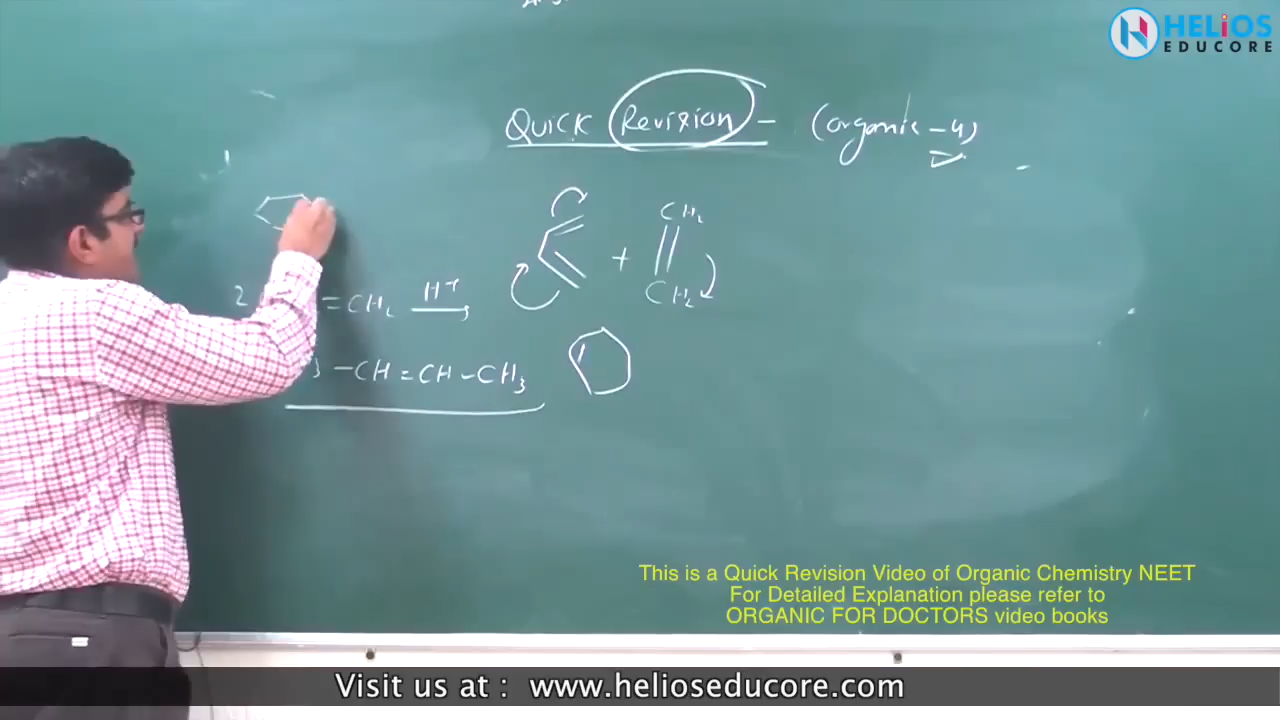 HELiOS
EDUCORE
QUICK Revision - (organic - 4)
CH₂
+
CH₂
2 = CH₂ H+
3 - CH = CH - CH₃
This is a Quick Revision Video of Organic Chemistry NEET
For Detailed Explanation please refer to
ORGANIC FOR DOCTORS video books
Visit us at : www.helioseducore.com